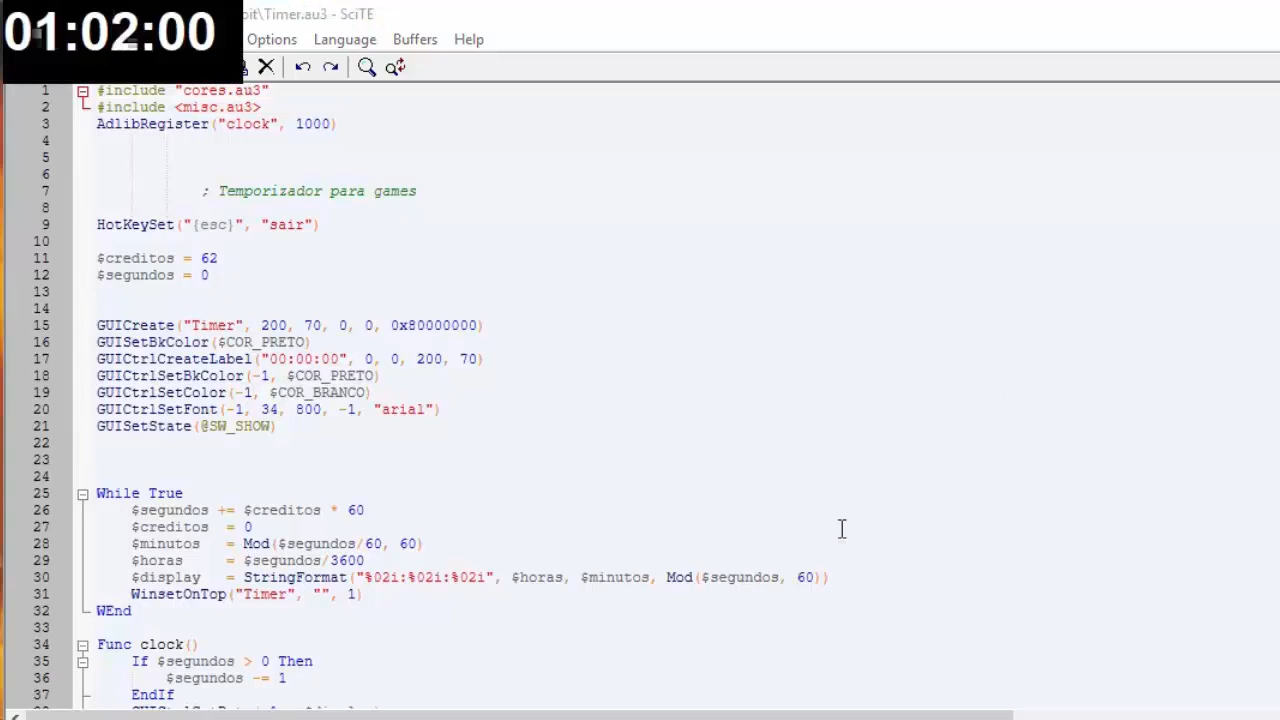 01:02:00
oit\Timer.au3 - SciTE
Options Language Buffers Help
1 #include "cores.au3"
2 #include <misc.au3>
3 AdlibRegister("clock", 1000)
4
5
6
7 ; Temporizador para games
8
9 HotKeySet("{esc}", "sair")
10
11 $creditos = 62
12 $segundos = 0
13
14
15 GUICreate("Timer", 200, 70, 0, 0, 0x80000000)
16 GUISetBkColor($COR_PRETO)
17 GUICtrlCreateLabel("00:00:00", 0, 0, 200, 70)
18 GUICtrlSetBkColor(-1, $COR_PRETO)
19 GUICtrlSetColor(-1, $COR_BRANCO)
20 GUICtrlSetFont(-1, 34, 800, -1, "arial")
21 GUISetState(@SW_SHOW)
22
23
24
25 While True
26 $segundos += $creditos * 60
27 $creditos = 0
28 $minutos = Mod($segundos/60, 60)
29 $horas = $segundos/3600
30 $display = StringFormat("%02i:%02i:%02i", $horas, $minutos, Mod($segundos, 60))
31 WinsetOnTop("Timer", "", 1)
32 WEnd
33
34 Func clock()
35 If $segundos > 0 Then
36 $segundos -= 1
37 EndIf